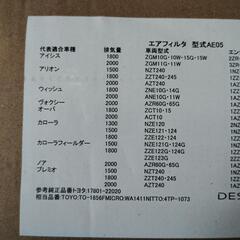 エアフィルタ 型式AE05
代表適合車種 排気量 車両型式
アイシス 1800 ZGM10G·10W·15G·15W 2ZR
2000 ZGM11G·11W 3ZR
アリオン 1500 NZT240 1NZ
1800 ZZT240·245
2000 AZT240
ウィッシュ 1800 ZNE10G·14G
2000 ANE10G·11W
ヴォクシー 2000 AZR60G·65G
オーパ 1800 ZCT10·15
2000 ACT10
カローラ 1500 NZE120
1300 NZE121·124
カローラフィールダー 1500 NZE121G·124G
1800 ZZE122G·124G
ZZE123G
ノア 2000 AZR60G·65G
プレミオ 1500 NZT240
1800 ZZT240·245
2000 AZT240
参考純正番号トヨタ:17801-22020
相当品番:TOYO:TO-1856FMICRO:WA1411NITTO:4TP-1073
DES